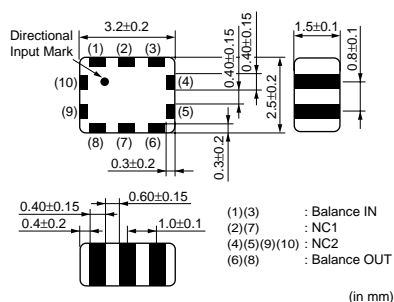 3.2±0.2
Directional
Input Mark
(1) (2) (3)
(10)
(4)
(9)
(5)
(8) (7) (6)
0.3±0.2
0.3±0.2
0.40±0.15
0.40±0.15
2.5±0.2
1.5±0.1
0.8±0.1
0.60±0.15
0.40±0.15
0.4±0.2
1.0±0.1
(1)(3) : Balance IN
(2)(7) : NC1
(4)(5)(9)(10) : NC2
(6)(8) : Balance OUT
(in mm)